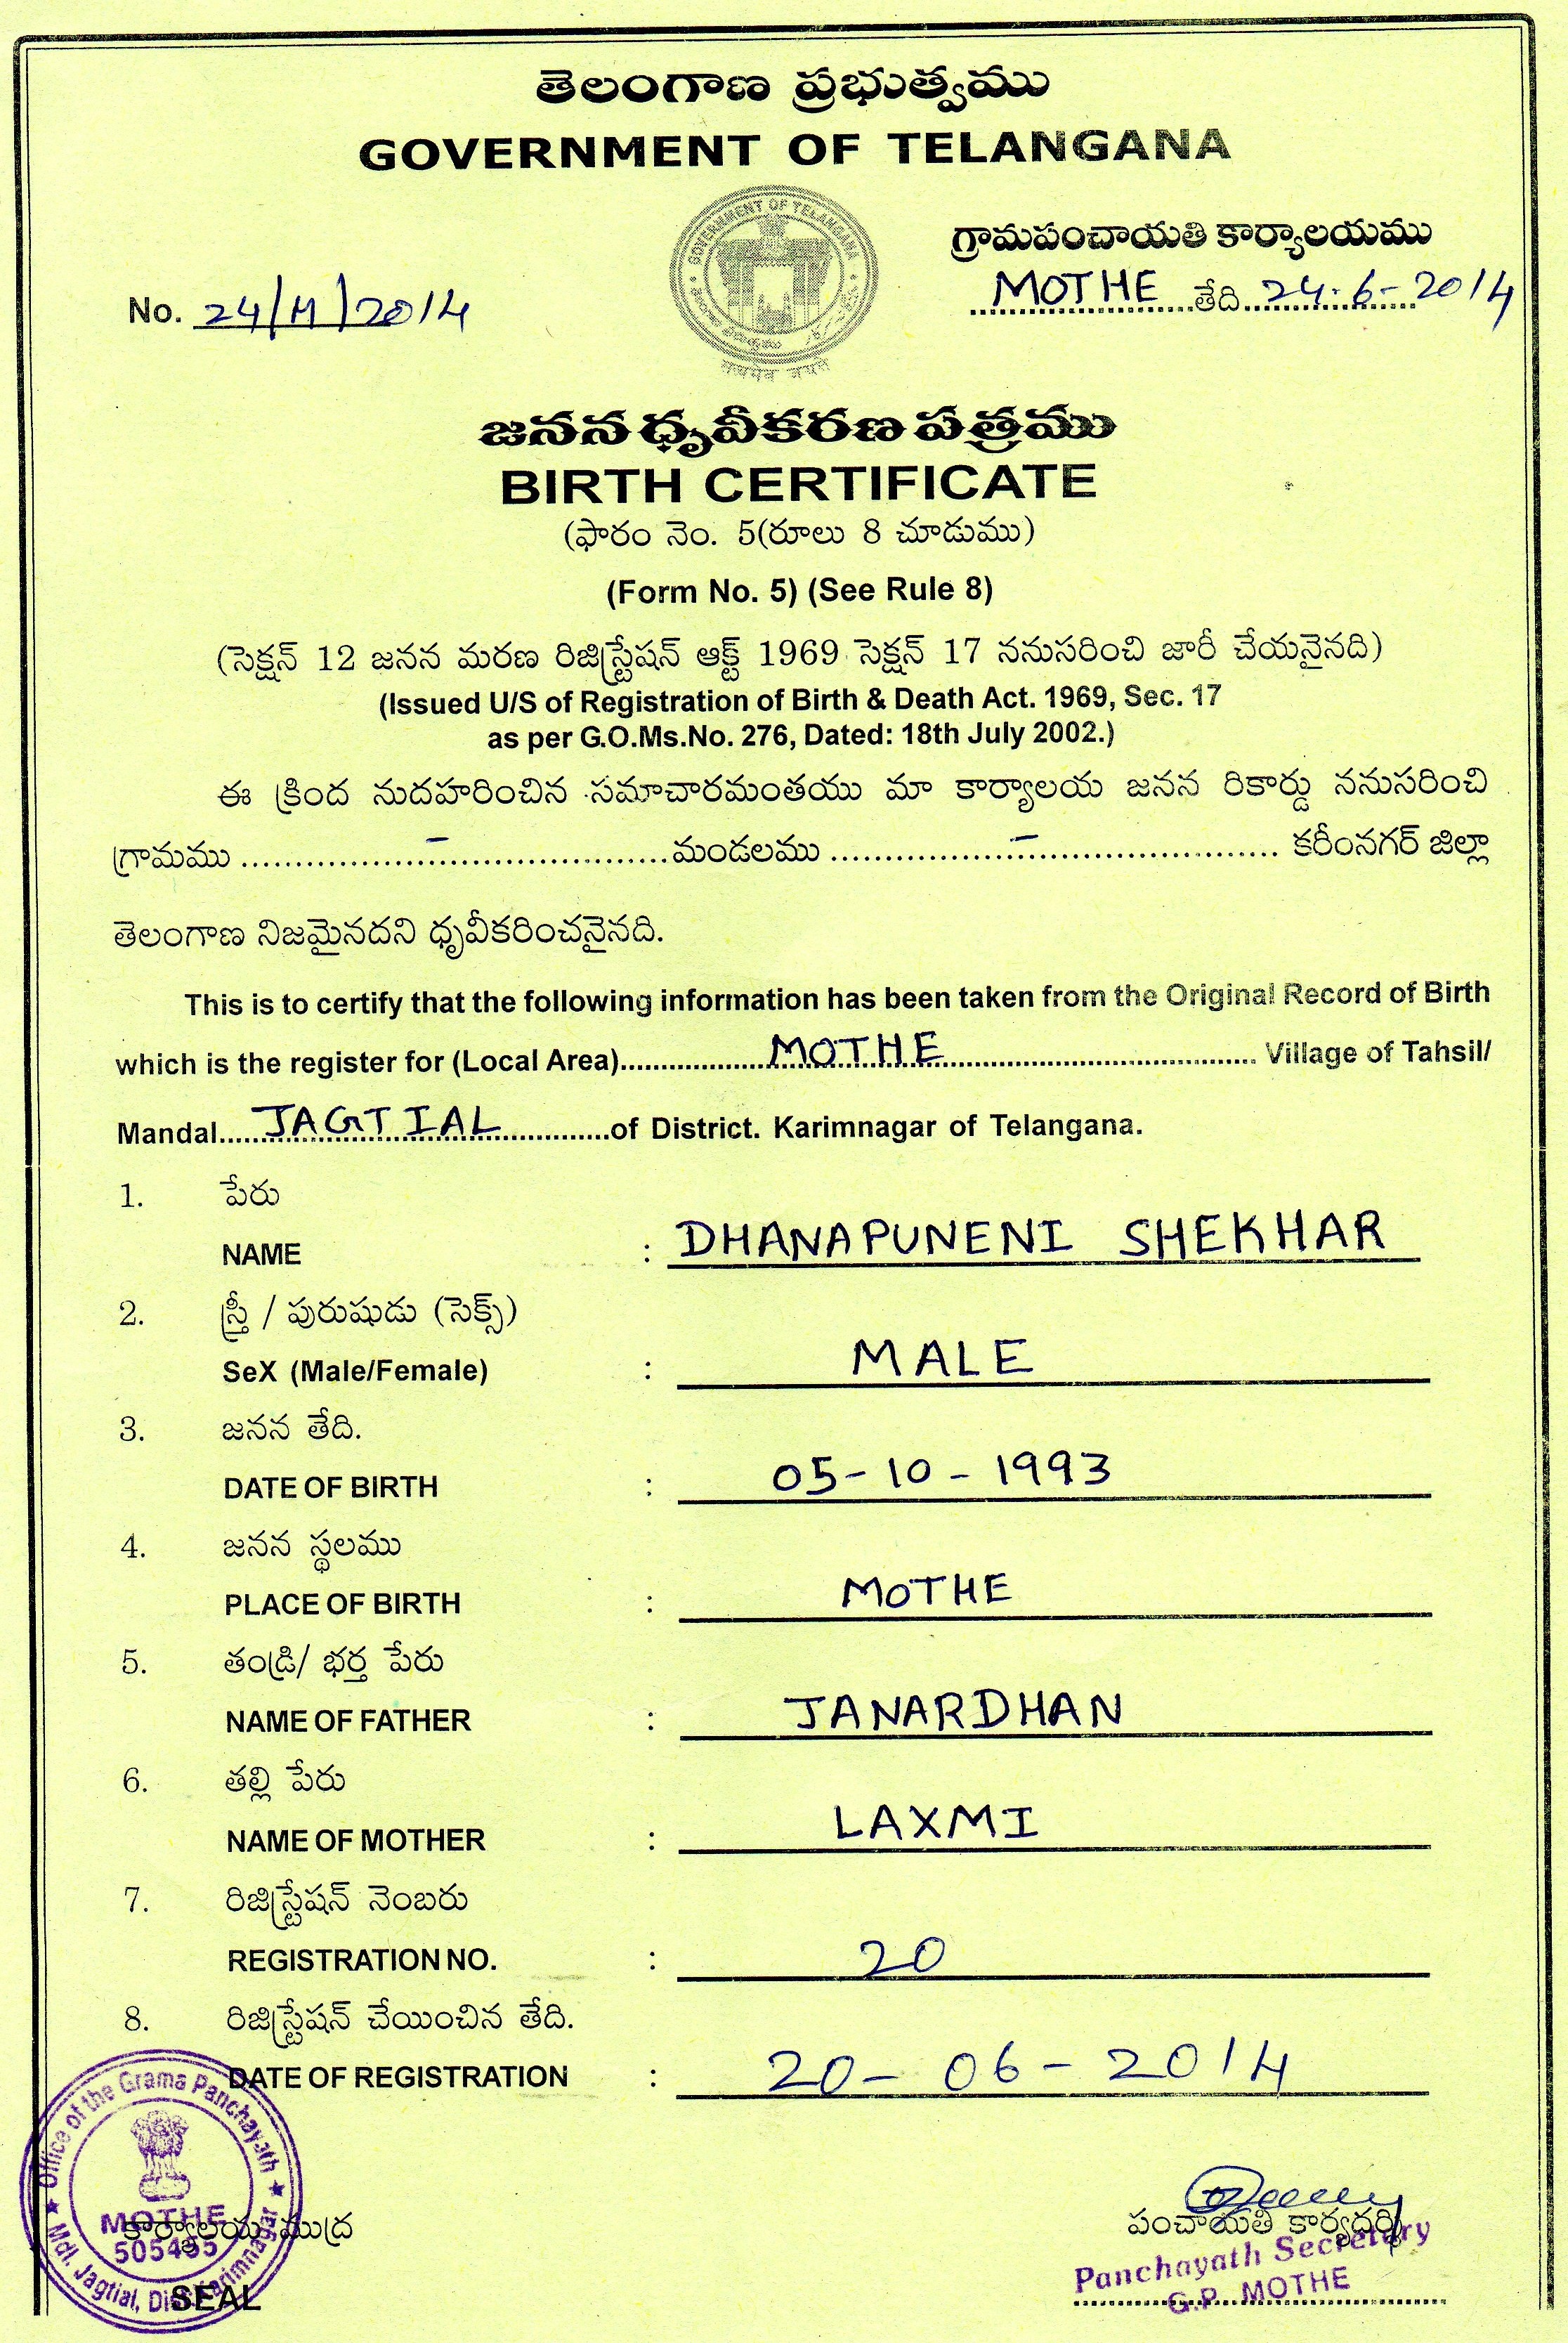 తెలంగాణ ప్రభుత్వము
GOVERNMENT OF TELANGANA
GOVERNMENT OF TELANGANA
గ్రామపంచాయతి కార్యాలయము
No. 24/M/2014
MOTHE తేది 24-6-2014
सत्यमेव जयते
జనన ధృవీకరణ పత్రము
BIRTH CERTIFICATE
(ఫారం నెం. 5(రూలు 8 చూడుము)
(Form No. 5) (See Rule 8)
(సెక్షన్ 12 జనన మరణ రిజిస్ట్రేషన్ ఆక్ట్ 1969 సెక్షన్ 17 ననుసరించి జారీ చేయనైనది)
(Issued U/S of Registration of Birth & Death Act. 1969, Sec. 17
as per G.O.Ms.No. 276, Dated: 18th July 2002.)
ఈ క్రింద నుదహరించిన సమాచారమంతయు మా కార్యాలయ జనన రికార్డు ననుసరించి
గ్రామము ........ – ........ మండలము ........ – ........ కరీంనగర్ జిల్లా
తెలంగాణ నిజమైనదని ధృవీకరించనైనది.
This is to certify that the following information has been taken from the Original Record of Birth
which is the register for (Local Area)........MOTHE........ Village of Tahsil/
Mandal.....JAGTIAL.....of District. Karimnagar of Telangana.
1. పేరు
NAME : DHANAPUNENI SHEKHAR
2. స్త్రీ / పురుషుడు (సెక్స్)
SeX (Male/Female) : MALE
3. జనన తేది.
DATE OF BIRTH : 05-10-1993
4. జనన స్థలము
PLACE OF BIRTH : MOTHE
5. తండ్రి/ భర్త పేరు
NAME OF FATHER : JANARDHAN
6. తల్లి పేరు
NAME OF MOTHER : LAXMI
7. రిజిస్ట్రేషన్ నెంబరు
REGISTRATION NO. : 20
8. రిజిస్ట్రేషన్ చేయించిన తేది.
DATE OF REGISTRATION : 20-06-2014
Office of the Grama Panchayath
MOTHE
505455
Mdl. Jagtial, Dist. Karimnagar
కార్యాలయ ముద్ర
SEAL
పంచాయతి కార్యదర్శి
Panchayath Secretary
G.P. MOTHE